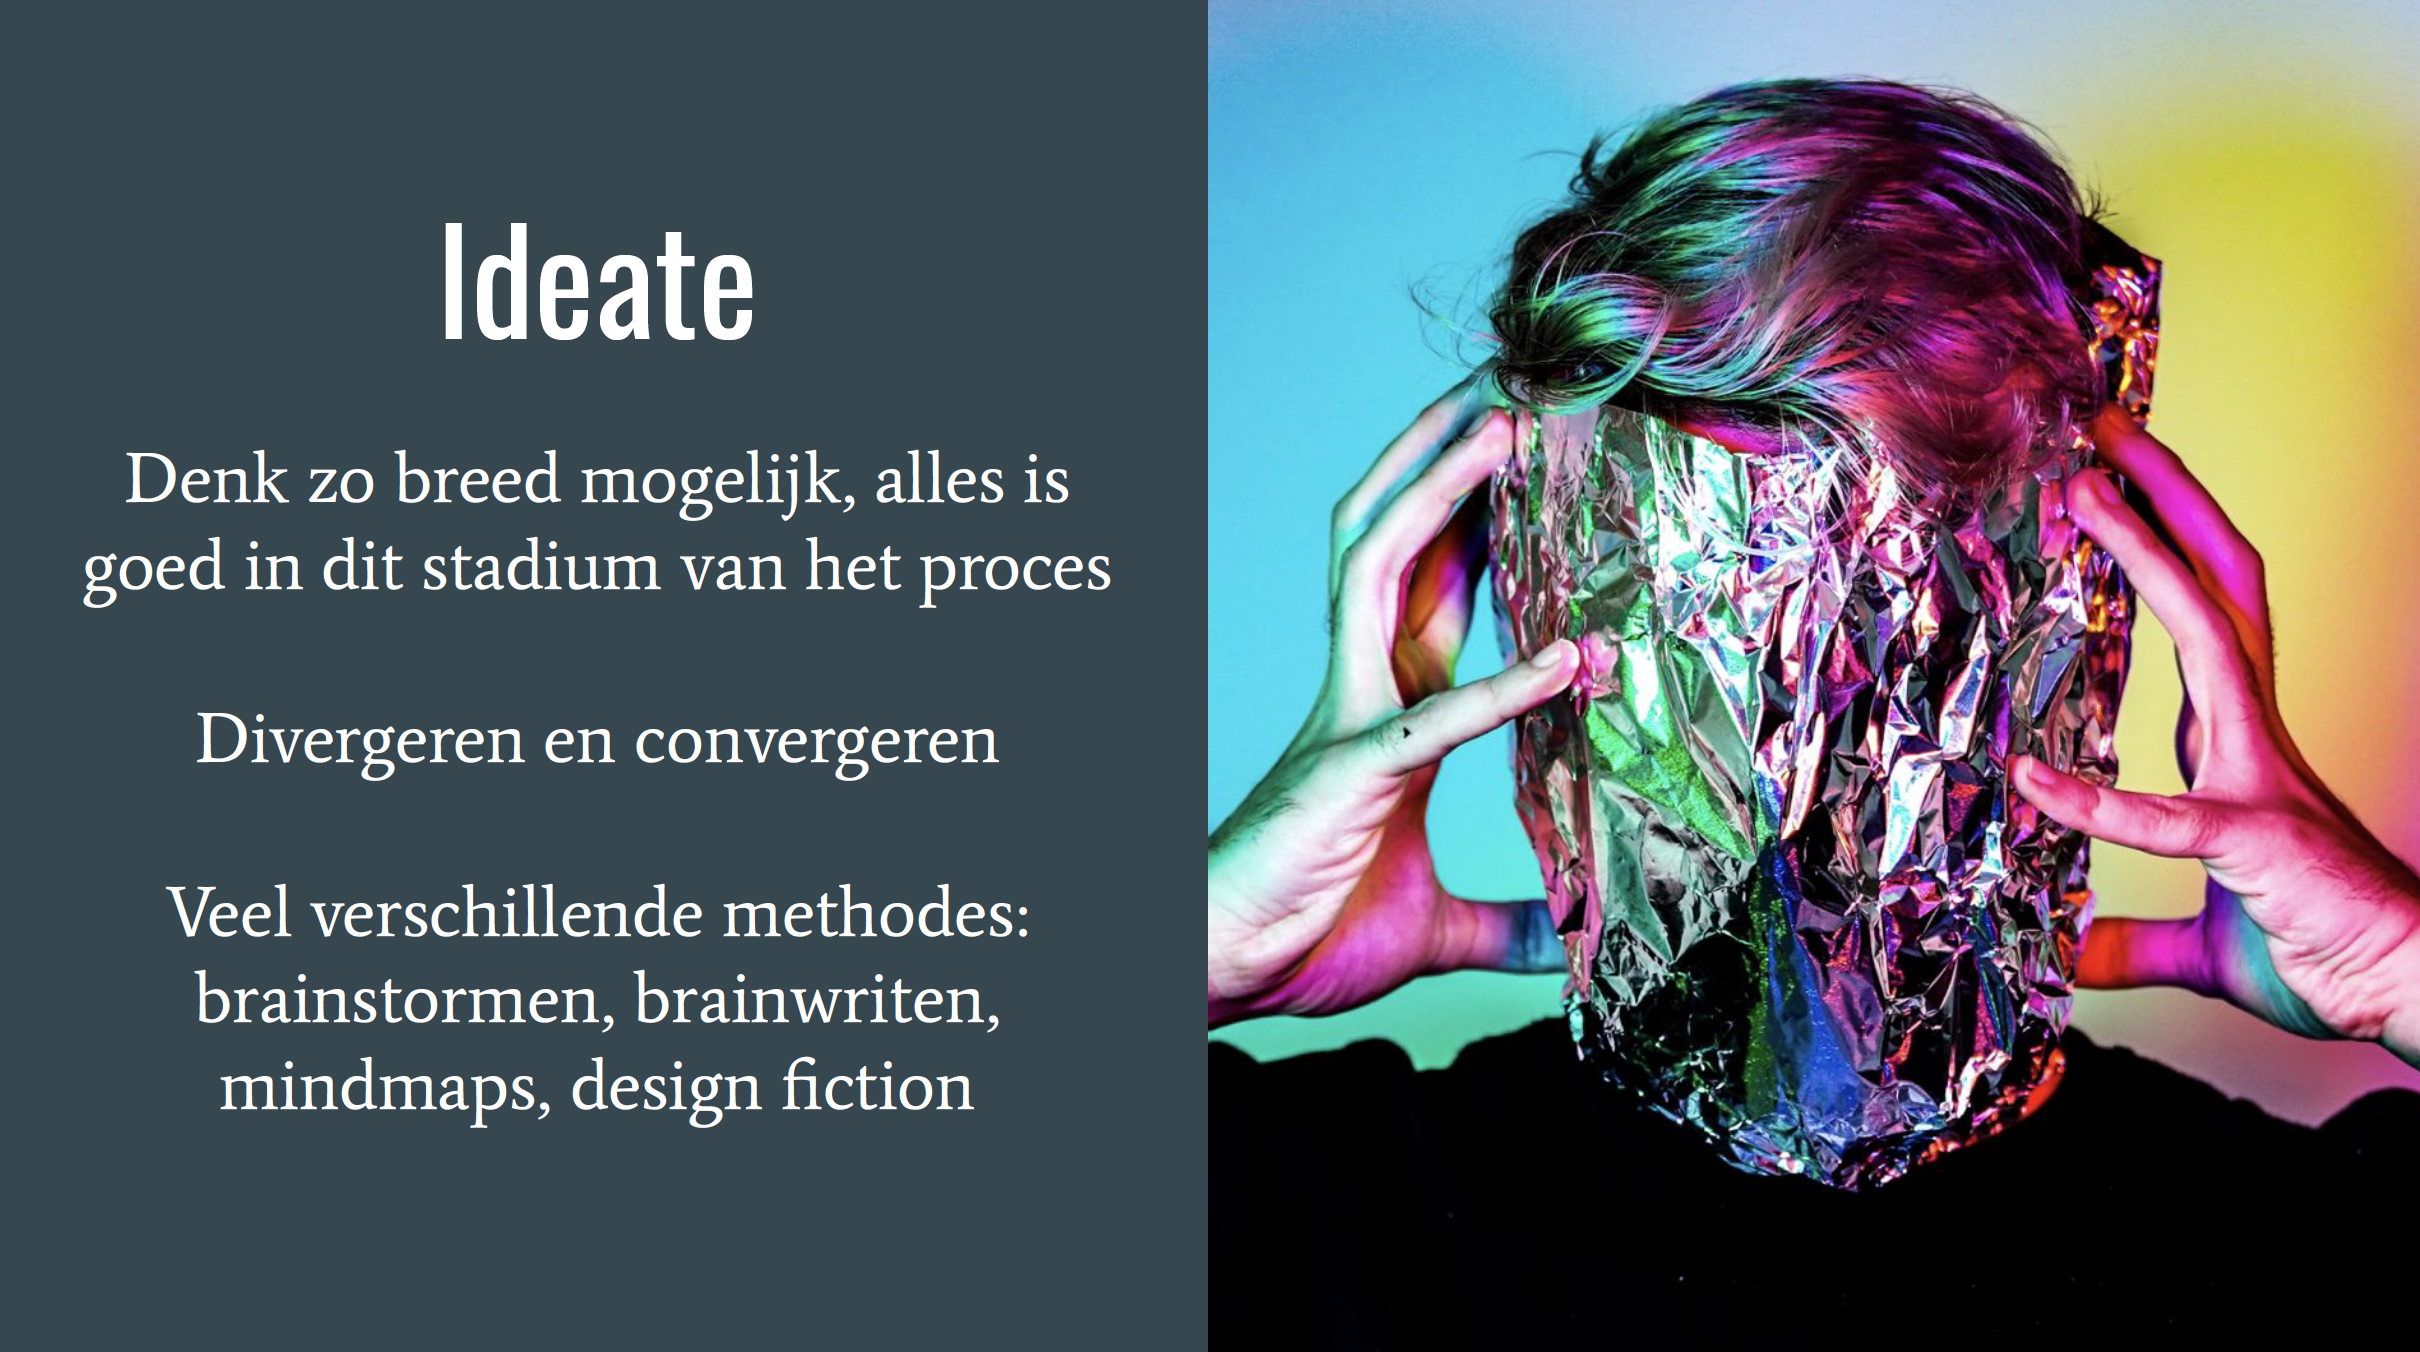 Ideate
Denk zo breed mogelijk, alles is
goed in dit stadium van het proces
Divergeren en convergeren
Veel verschillende methodes:
brainstormen, brainwriten,
mindmaps, design fiction